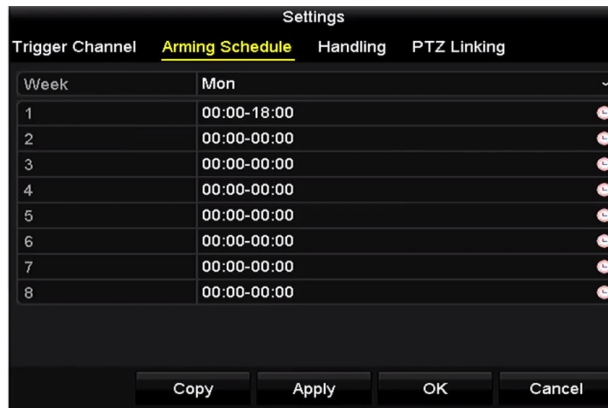 Settings
Trigger Channel Arming Schedule Handling PTZ Linking
Week Mon
1 00:00-18:00
2 00:00-00:00
3 00:00-00:00
4 00:00-00:00
5 00:00-00:00
6 00:00-00:00
7 00:00-00:00
8 00:00-00:00
Copy Apply OK Cancel